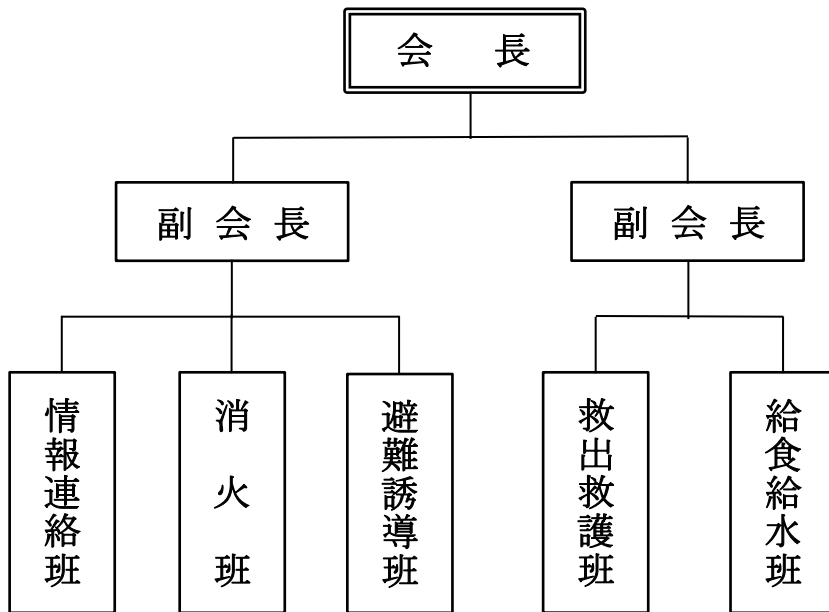 会長
副会長
副会長
情報連絡班
消火班
避難誘導班
救出救護班
給食給水班